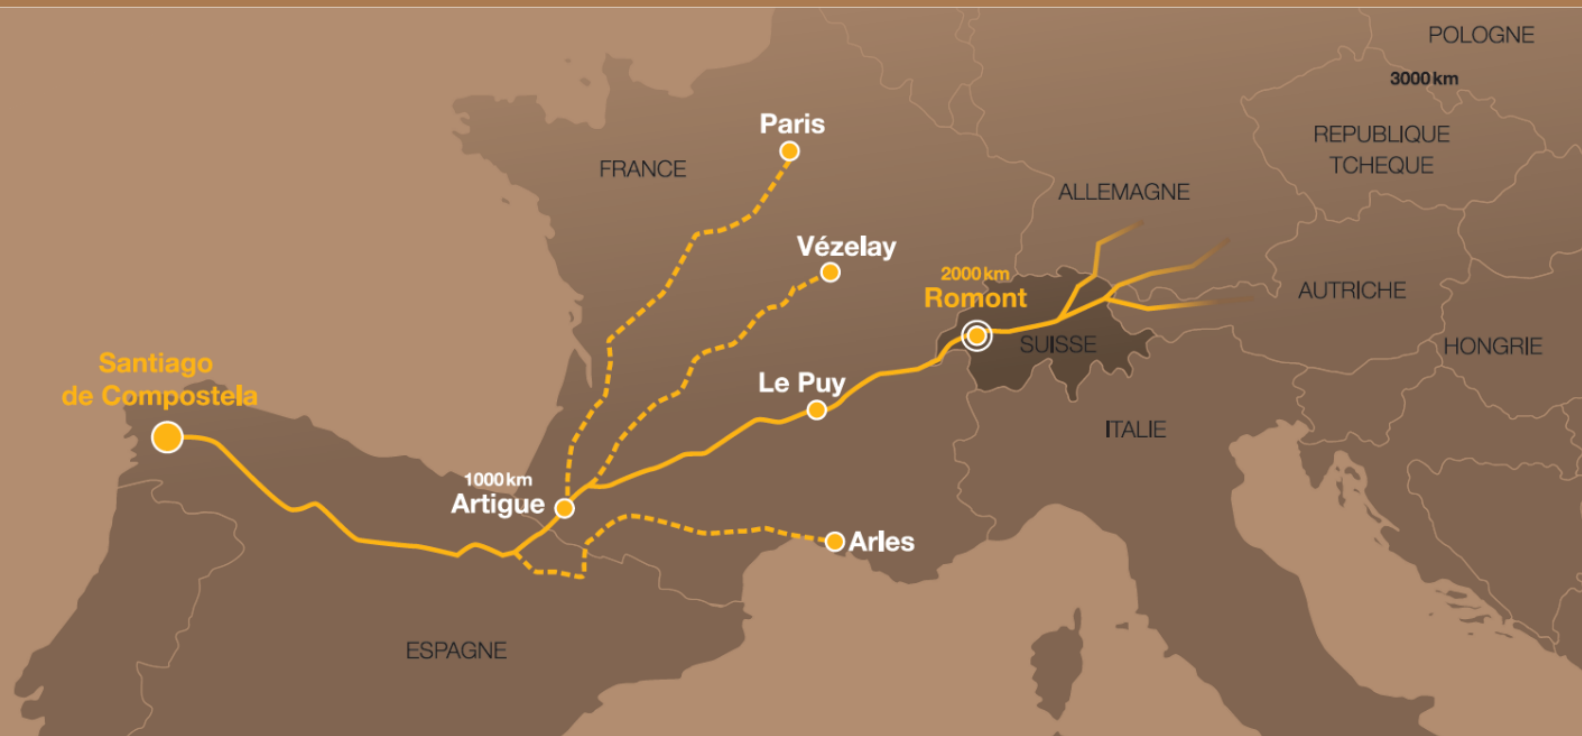 POLOGNE
3000 km
Paris
REPUBLIQUE
TCHEQUE
FRANCE
ALLEMAGNE
Vézelay
2000 km
Romont
AUTRICHE
SUISSE
HONGRIE
Santiago
de Compostela
Le Puy
ITALIE
1000 km
Artigue
Arles
ESPAGNE